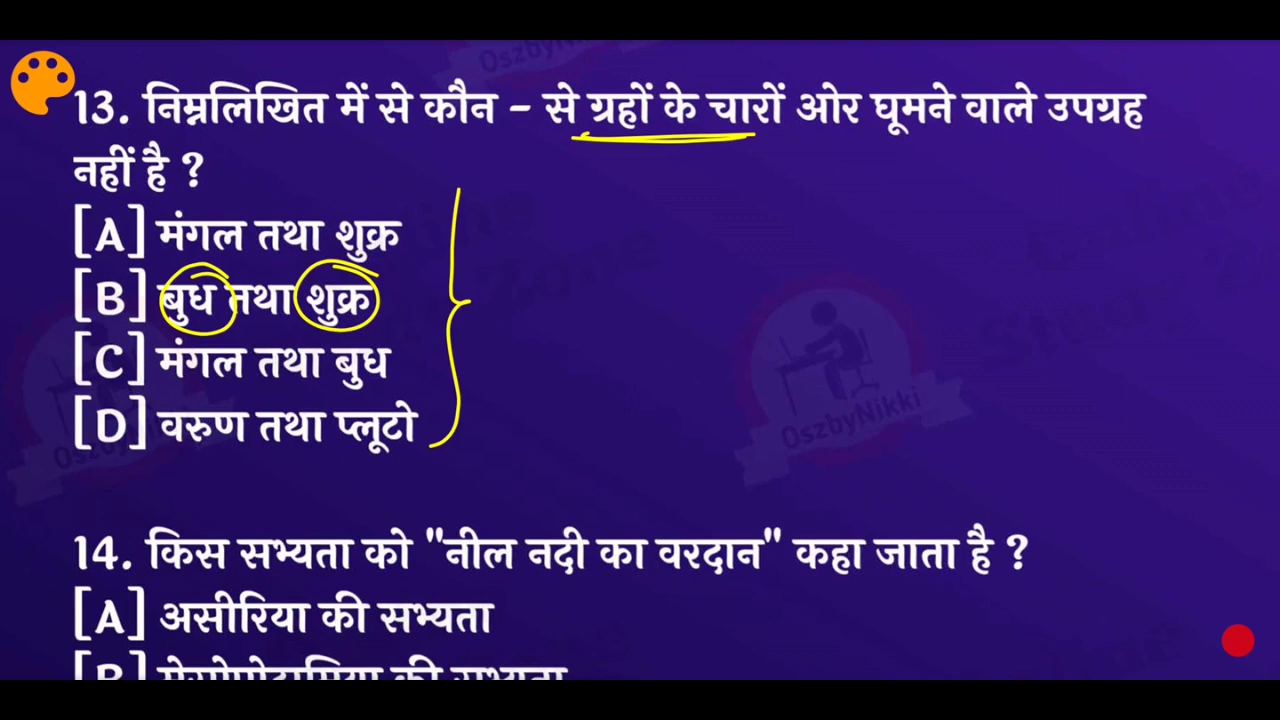 13. निम्नलिखित में से कौन - से ग्रहों के चारों ओर घूमने वाले उपग्रह
नहीं है ?
[A] मंगल तथा शुक्र
[B] बुध तथा शुक्र
[C] मंगल तथा बुध
[D] वरुण तथा प्लूटो
OszbyNikki
14. किस सभ्यता को "नील नदी का वरदान" कहा जाता है ?
[A] असीरिया की सभ्यता
[B] मेसोपोटामिया की सभ्यता